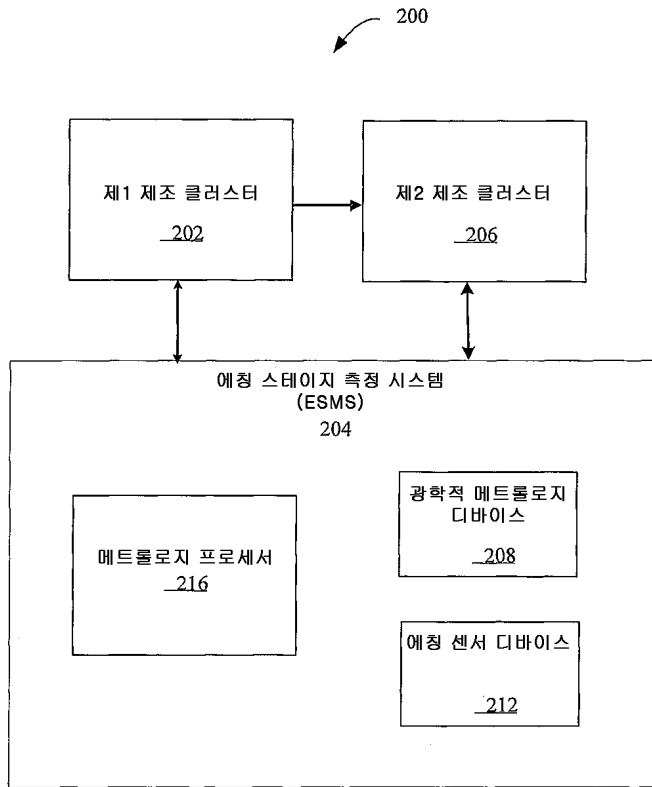 200
제1 제조 클러스터
202
제2 제조 클러스터
206
에칭 스테이지 측정 시스템
(ESMS)
204
메트롤로지 프로세서
216
광학적 메트롤로지
디바이스
208
에칭 센서 디바이스
212